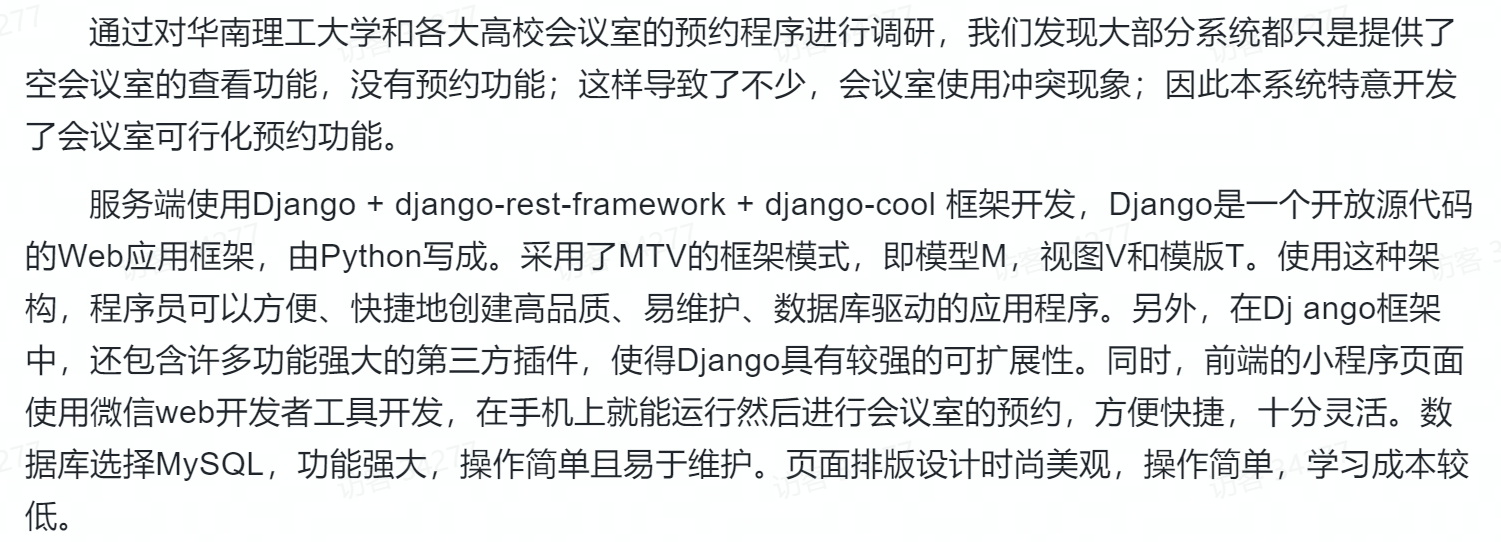 通过对华南理工大学和各大高校会议室的预约程序进行调研，我们发现大部分系统都只是提供了
空会议室的查看功能，没有预约功能；这样导致了不少，会议室使用冲突现象；因此本系统特意开发
了会议室可行化预约功能。
服务端使用Django + django-rest-framework + django-cool 框架开发，Django是一个开放源代码
的Web应用框架，由Python写成。采用了MTV的框架模式，即模型M，视图V和模版T。使用这种架
构，程序员可以方便、快捷地创建高品质、易维护、数据库驱动的应用程序。另外，在Dj ango框架
中，还包含许多功能强大的第三方插件，使得Django具有较强的可扩展性。同时，前端的小程序页面
使用微信web开发者工具开发，在手机上就能运行然后进行会议室的预约，方便快捷，十分灵活。数
据库选择MySQL，功能强大，操作简单且易于维护。页面排版设计时尚美观，操作简单，学习成本较
低。